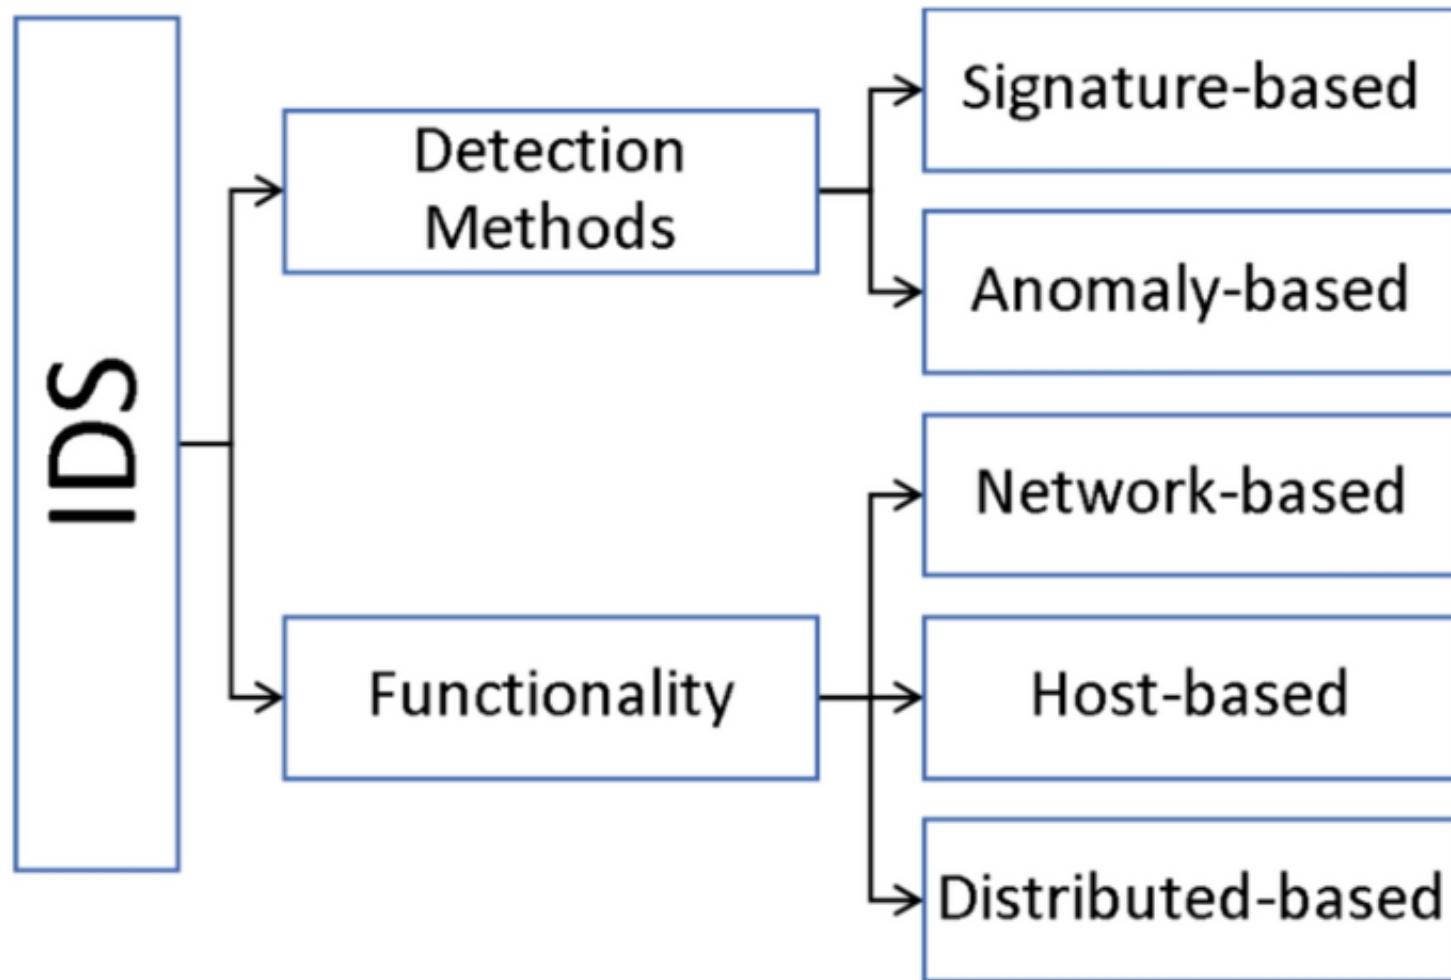 IDS
Detection
Methods
Signature-based
Anomaly-based
Functionality
Network-based
Host-based
Distributed-based